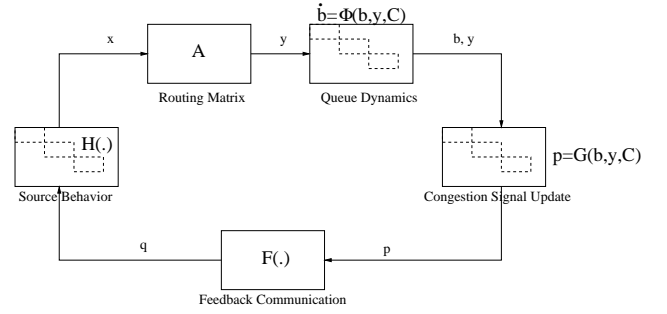 ḃ=Φ(b,y,C)
x
A
y
b, y
Routing Matrix
Queue Dynamics
H(.)
p=G(b,y,C)
Source Behavior
Congestion Signal Update
q
F(.)
p
Feedback Communication